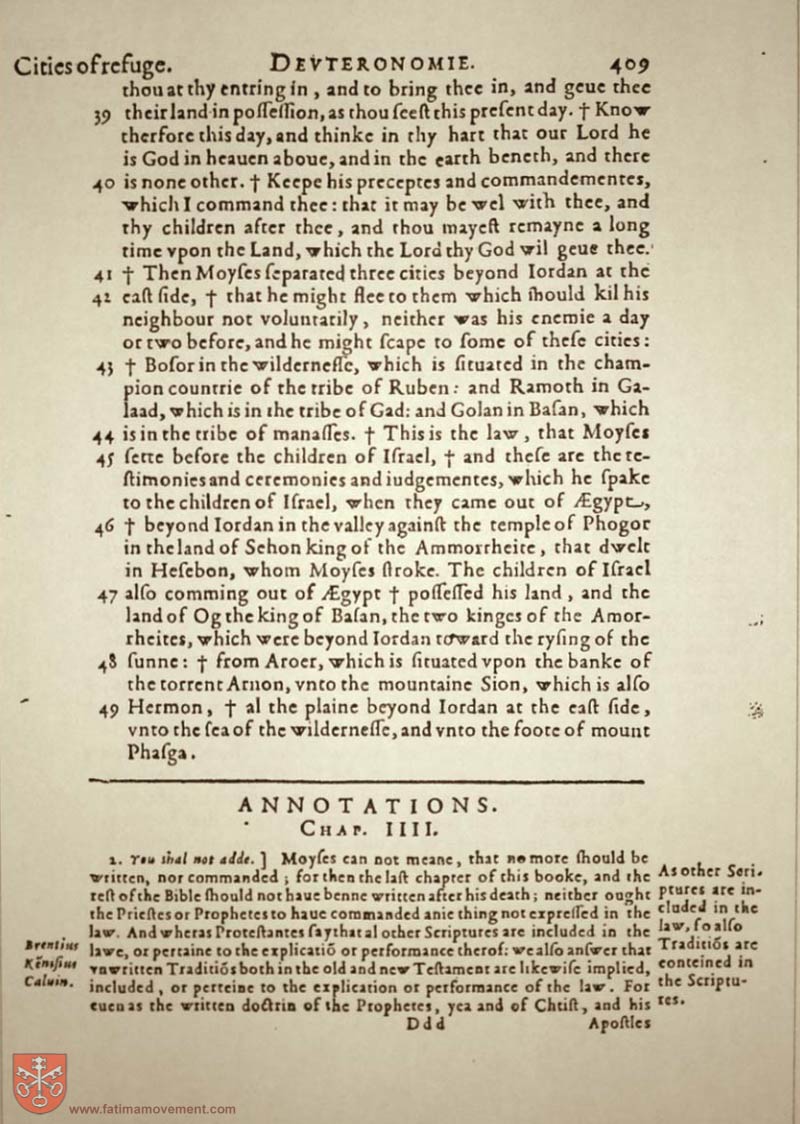 Cities of refuge. DEVTERONOMIE. 409
thou at thy entring in, and to bring thee in, and geue thee
39 their land in poſſeſſion, as thou ſeeſt this preſent day. † Know
therfore this day, and thinke in thy hart that our Lord he
is God in heauen aboue, and in the earth beneth, and there
40 is none other. † Keepe his preceptes and commandementes,
which I command thee: that it may be wel with thee, and
thy children after thee, and thou mayeſt remayne a long
time vpon the Land, which the Lord thy God wil geue thee.
41 † Then Moyſes ſeparated three cities beyond Iordan at the
42 eaſt ſide, † that he might flee to them which ſhould kil his
neighbour not voluntarily, neither was his enemie a day
or two before, and he might ſcape to ſome of theſe cities:
43 † Boſor in the wilderneſſe, which is ſituated in the cham-
pion countrie of the tribe of Ruben: and Ramoth in Ga-
laad, which is in the tribe of Gad: and Golan in Baſan, which
44 is in the tribe of manaſſes. † This is the law, that Moyſes
45 ſette before the children of Iſrael, † and theſe are the te-
ſtimonies and ceremonies and iudgementes, which he ſpake
to the children of Iſrael, when they came out of Ægypt,
46 † beyond Iordan in the valley againſt the temple of Phogor
in the land of Sehon king of the Ammorrheite, that dwelt
in Heſebon, whom Moyſes ſtroke. The children of Iſrael
47 alſo comming out of Ægypt † poſſeſſed his land, and the
land of Og the king of Baſan, the two kinges of the Amor-
rheites, which were beyond Iordan toward the ryſing of the
48 ſunne: † from Aroer, which is ſituated vpon the banke of
the torrent Arnon, vnto the mountaine Sion, which is alſo
49 Hermon, † al the plaine beyond Iordan at the eaſt ſide,
vnto the ſea of the wilderneſſe, and vnto the foote of mount
Phaſga.
ANNOTATIONS.
CHAP. IIII.
2. You ſhal not adde.] Moyſes can not meane, that no more ſhould be
written, nor commanded; for then the laſt chapter of this booke, and the
reſt of the Bible ſhould not haue benne written after his death; neither ought
the Prieſtes or Prophetes to haue commanded anie thing not expreſſed in the
law. And wheras Proteſtantes ſay that al other Scriptures are included in the
lawe, or pertaine to the explicatiō or performance therof: we alſo anſwer that
vnwritten Traditiōs both in the old and new Teſtament are likewiſe implied,
included, or perteine to the explication or performance of the law. For
euen as the written doctrin of the Prophetes, yea and of Chriſt, and his
Ddd Apoſtles
Brentius
Kēniſius
Caluin.
As other Scri-
ptures are in-
cluded in the
law, ſo alſo
Traditiōs are
conteined in
the Scriptu-
res.
www.fatimamovement.com